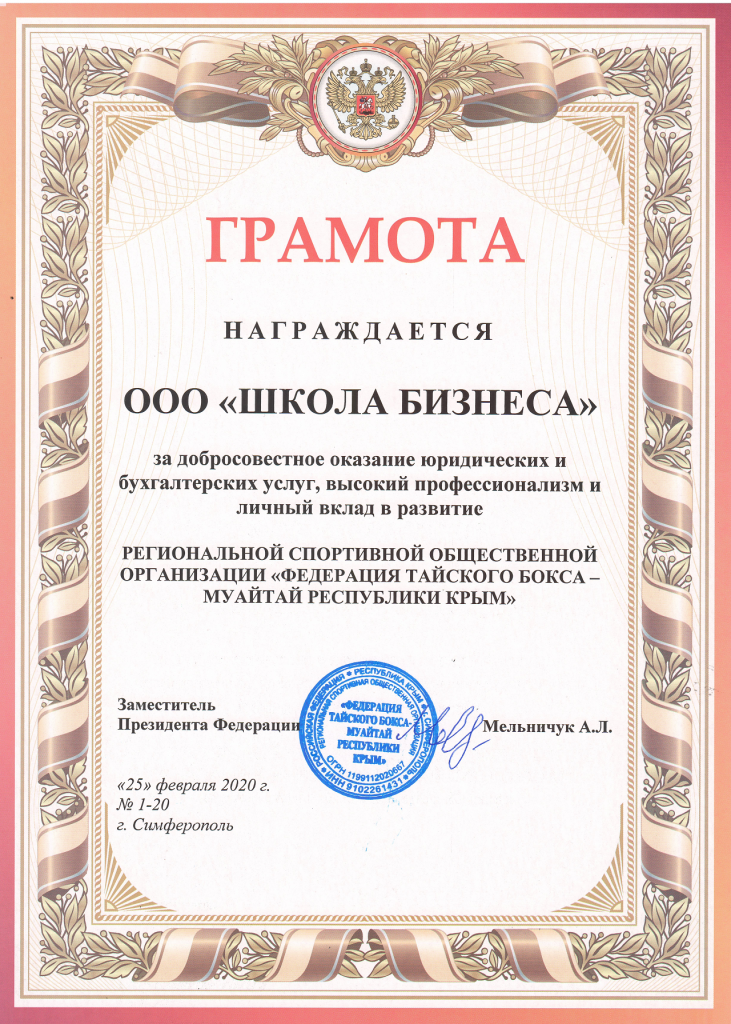 ГРАМОТА
НАГРАЖДАЕТСЯ
ООО «ШКОЛА БИЗНЕСА»
за добросовестное оказание юридических и
бухгалтерских услуг, высокий профессионализм и
личный вклад в развитие
РЕГИОНАЛЬНОЙ СПОРТИВНОЙ ОБЩЕСТВЕННОЙ
ОРГАНИЗАЦИИ «ФЕДЕРАЦИЯ ТАЙСКОГО БОКСА –
МУАЙТАЙ РЕСПУБЛИКИ КРЫМ»
Заместитель
Президента Федерации
Мельничук А.Л.
РОССИЙСКАЯ ФЕДЕРАЦИЯ • РЕСПУБЛИКА КРЫМ • Г. СИМФЕРОПОЛЬ •
РЕГИОНАЛЬНАЯ СПОРТИВНАЯ ОБЩЕСТВЕННАЯ ОРГАНИЗАЦИЯ
«ФЕДЕРАЦИЯ
ТАЙСКОГО БОКСА-
МУАЙТАЙ
РЕСПУБЛИКИ
КРЫМ»
ОГРН 1199112020667
ИНН 9102261431
«25» февраля 2020 г.
№ 1-20
г. Симферополь